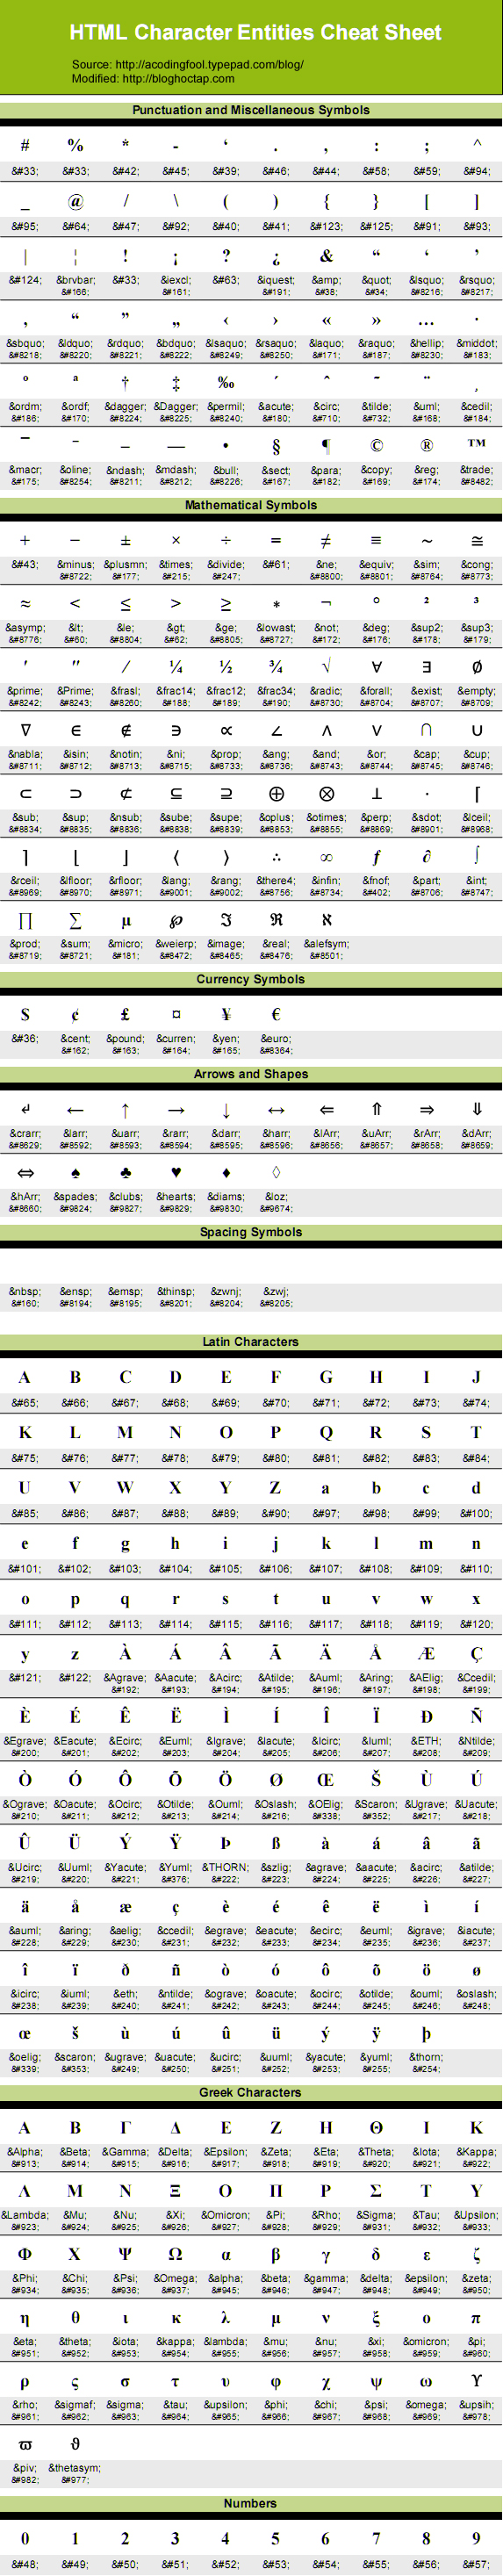 HTML Character Entities Cheat Sheet
Source: http://acodingfool.typepad.com/blog/
Modified: http://bloghoctap.com
Punctuation and Miscellaneous Symbols
# % * - ‘ . , : ; ^
&#33; &#33; &#42; &#45; &#39; &#46; &#44; &#58; &#59; &#94;
_ @ / \ ( ) { } [ ]
&#95; &#64; &#47; &#92; &#40; &#41; &#123; &#125; &#91; &#93;
| ¦ ! ¡ ? ¿ & “ ‘ ’
&#124; &brvbar; &#33; &iexcl; &#63; &iquest; &amp; &quot; &lsquo; &rsquo;
&#166; &#161; &#191; &#38; &#34; &#8216; &#8217;
‚ “ ” „ ‹ › « » … ·
&sbquo; &ldquo; &rdquo; &bdquo; &lsaquo; &rsaquo; &laquo; &raquo; &hellip; &middot;
&#8218; &#8220; &#8221; &#8222; &#8249; &#8250; &#171; &#187; &#8230; &#183;
º ª † ‡ ‰ ´ ˆ ˜ ¨ ¸
&ordm; &ordf; &dagger; &Dagger; &permil; &acute; &circ; &tilde; &uml; &cedil;
&#186; &#170; &#8224; &#8225; &#8240; &#180; &#710; &#732; &#168; &#184;
¯ ‾ – — • § ¶ © ® ™
&macr; &oline; &ndash; &mdash; &bull; &sect; &para; &copy; &reg; &trade;
&#175; &#8254; &#8211; &#8212; &#8226; &#167; &#182; &#169; &#174; &#8482;
Mathematical Symbols
+ − ± × ÷ = ≠ ≡ ∼ ≅
&#43; &minus; &plusmn; &times; &divide; &#61; &ne; &equiv; &sim; &cong;
&#8722; &#177; &#215; &#247; &#8800; &#8801; &#8764; &#8773;
≈ < ≤ > ≥ ∗ ¬ ° ² ³
&asymp; &lt; &le; &gt; &ge; &lowast; &not; &deg; &sup2; &sup3;
&#8776; &#60; &#8804; &#62; &#8805; &#8727; &#172; &#176; &#178; &#179;
′ ″ ⁄ ¼ ½ ¾ √ ∀ ∃ ∅
&prime; &Prime; &frasl; &frac14; &frac12; &frac34; &radic; &forall; &exist; &empty;
&#8242; &#8243; &#8260; &#188; &#189; &#190; &#8730; &#8704; &#8707; &#8709;
∇ ∈ ∉ ∋ ∝ ∠ ∧ ∨ ∩ ∪
&nabla; &isin; &notin; &ni; &prop; &ang; &and; &or; &cap; &cup;
&#8711; &#8712; &#8713; &#8715; &#8733; &#8736; &#8743; &#8744; &#8745; &#8746;
⊂ ⊃ ⊄ ⊆ ⊇ ⊕ ⊗ ⊥ ⋅ ⌈
&sub; &sup; &nsub; &sube; &supe; &oplus; &otimes; &perp; &sdot; &lceil;
&#8834; &#8835; &#8836; &#8838; &#8839; &#8853; &#8855; &#8869; &#8901; &#8968;
⌉ ⌊ ⌋ 〈 〉 ∴ ∞ ƒ ∂ ∫
&rceil; &lfloor; &rfloor; &lang; &rang; &there4; &infin; &fnof; &part; &int;
&#8969; &#8970; &#8971; &#9001; &#9002; &#8756; &#8734; &#402; &#8706; &#8747;
∏ ∑ µ ℘ ℑ ℜ ℵ
&prod; &sum; &micro; &weierp; &image; &real; &alefsym;
&#8719; &#8721; &#181; &#8472; &#8465; &#8476; &#8501;
Currency Symbols
$ ¢ £ ¤ ¥ €
&#36; &cent; &pound; &curren; &yen; &euro;
&#162; &#163; &#164; &#165; &#8364;
Arrows and Shapes
↵ ← ↑ → ↓ ↔ ⇐ ⇑ ⇒ ⇓
&crarr; &larr; &uarr; &rarr; &darr; &harr; &lArr; &uArr; &rArr; &dArr;
&#8629; &#8592; &#8593; &#8594; &#8595; &#8596; &#8656; &#8657; &#8658; &#8659;
⇔ ♠ ♣ ♥ ♦ ◊
&hArr; &spades; &clubs; &hearts; &diams; &loz;
&#8660; &#9824; &#9827; &#9829; &#9830; &#9674;
Spacing Symbols
&nbsp; &ensp; &emsp; &thinsp; &zwnj; &zwj;
&#160; &#8194; &#8195; &#8201; &#8204; &#8205;
Latin Characters
A B C D E F G H I J
&#65; &#66; &#67; &#68; &#69; &#70; &#71; &#72; &#73; &#74;
K L M N O P Q R S T
&#75; &#76; &#77; &#78; &#79; &#80; &#81; &#82; &#83; &#84;
U V W X Y Z a b c d
&#85; &#86; &#87; &#88; &#89; &#90; &#97; &#98; &#99; &#100;
e f g h i j k l m n
&#101; &#102; &#103; &#104; &#105; &#106; &#107; &#108; &#109; &#110;
o p q r s t u v w x
&#111; &#112; &#113; &#114; &#115; &#116; &#117; &#118; &#119; &#120;
y z À Á Â Ã Ä Å Æ Ç
&#121; &#122; &Agrave; &Aacute; &Acirc; &Atilde; &Auml; &Aring; &AElig; &Ccedil;
&#192; &#193; &#194; &#195; &#196; &#197; &#198; &#199;
È É Ê Ë Ì Í Î Ï Ð Ñ
&Egrave; &Eacute; &Ecirc; &Euml; &Igrave; &Iacute; &Icirc; &Iuml; &ETH; &Ntilde;
&#200; &#201; &#202; &#203; &#204; &#205; &#206; &#207; &#208; &#209;
Ò Ó Ô Õ Ö Ø Œ Š Ù Ú
&Ograve; &Oacute; &Ocirc; &Otilde; &Ouml; &Oslash; &OElig; &Scaron; &Ugrave; &Uacute;
&#210; &#211; &#212; &#213; &#214; &#216; &#338; &#352; &#217; &#218;
Û Ü Ý Ÿ Þ ß à á â ã
&Ucirc; &Uuml; &Yacute; &Yuml; &THORN; &szlig; &agrave; &aacute; &acirc; &atilde;
&#219; &#220; &#221; &#376; &#222; &#223; &#224; &#225; &#226; &#227;
ä å æ ç è é ê ë ì í
&auml; &aring; &aelig; &ccedil; &egrave; &eacute; &ecirc; &euml; &igrave; &iacute;
&#228; &#229; &#230; &#231; &#232; &#233; &#234; &#235; &#236; &#237;
î ï ð ñ ò ó ô õ ö ø
&icirc; &iuml; &eth; &ntilde; &ograve; &oacute; &ocirc; &otilde; &ouml; &oslash;
&#238; &#239; &#240; &#241; &#242; &#243; &#244; &#245; &#246; &#248;
œ š ù ú û ü ý ÿ þ
&oelig; &scaron; &ugrave; &uacute; &ucirc; &uuml; &yacute; &yuml; &thorn;
&#339; &#353; &#249; &#250; &#251; &#252; &#253; &#255; &#254;
Greek Characters
Α Β Γ Δ Ε Ζ Η Θ Ι Κ
&Alpha; &Beta; &Gamma; &Delta; &Epsilon; &Zeta; &Eta; &Theta; &Iota; &Kappa;
&#913; &#914; &#915; &#916; &#917; &#918; &#919; &#920; &#921; &#922;
Λ Μ Ν Ξ Ο Π Ρ Σ Τ Υ
&Lambda; &Mu; &Nu; &Xi; &Omicron; &Pi; &Rho; &Sigma; &Tau; &Upsilon;
&#923; &#924; &#925; &#926; &#927; &#928; &#929; &#931; &#932; &#933;
Φ Χ Ψ Ω α β γ δ ε ζ
&Phi; &Chi; &Psi; &Omega; &alpha; &beta; &gamma; &delta; &epsilon; &zeta;
&#934; &#935; &#936; &#937; &#945; &#946; &#947; &#948; &#949; &#950;
η θ ι κ λ μ ν ξ ο π
&eta; &theta; &iota; &kappa; &lambda; &mu; &nu; &xi; &omicron; &pi;
&#951; &#952; &#953; &#954; &#955; &#956; &#957; &#958; &#959; &#960;
ρ ς σ τ υ φ χ ψ ω ϒ
&rho; &sigmaf; &sigma; &tau; &upsilon; &phi; &chi; &psi; &omega; &upsih;
&#961; &#962; &#963; &#964; &#965; &#966; &#967; &#968; &#969; &#978;
ϖ ϑ
&piv; &thetasym;
&#982; &#977;
Numbers
0 1 2 3 4 5 6 7 8 9
&#48; &#49; &#50; &#51; &#52; &#53; &#54; &#55; &#56; &#57;